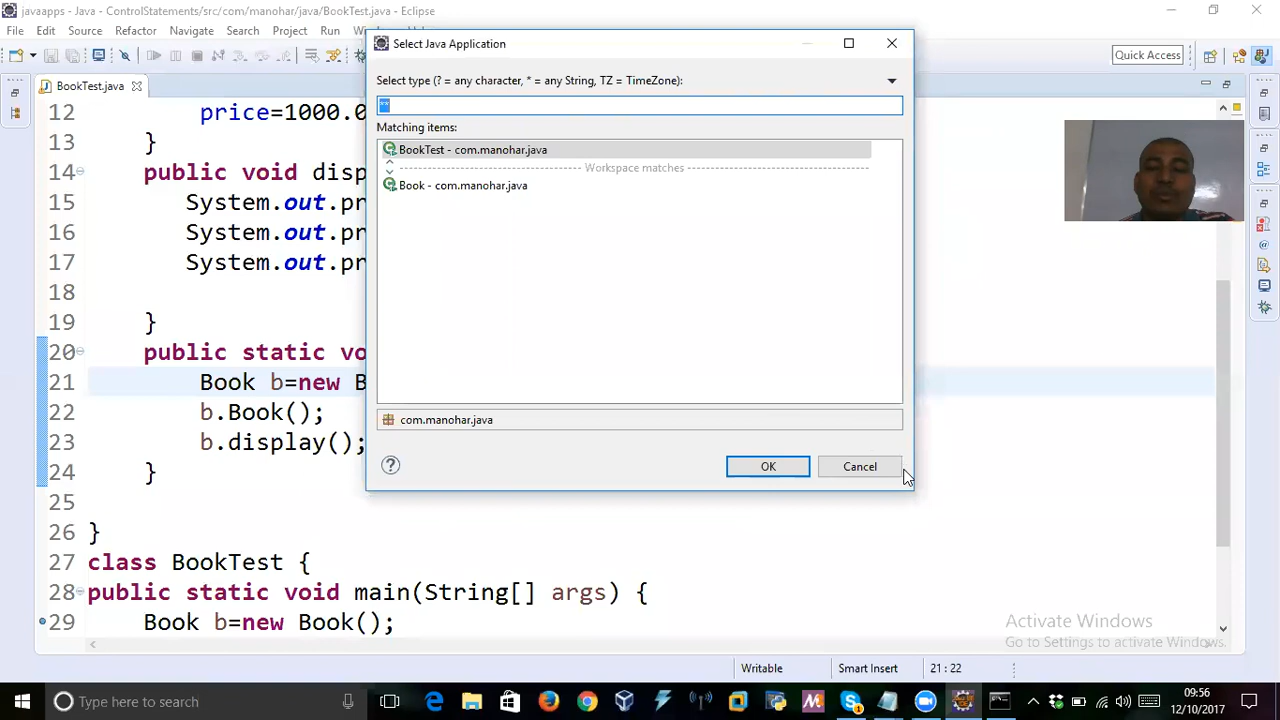 javaapps - ControlStatements/src/com/manohar/java/BookTest.java - Eclipse
File Edit Source Refactor Navigate Search Project Run
Quick Access
BookTest.java
12 price=1000.0
13 }
14 public void disp
15 System.out.pr
16 System.out.pr
17 System.out.pr
18
19 }
20 public static vo
21 Book b=new B
22 b.Book();
23 b.display();
24 }
25
26 }
27 class BookTest {
28 public static void main(String[] args) {
29 Book b=new Book();
Select Java Application
Select type (? = any character, * = any String, TZ = TimeZone):
**
Matching items:
BookTest - com.manohar.java
Workspace matches
Book - com.manohar.java
com.manohar.java
OK Cancel
Activate Windows
Go to Settings to activate Windows.
Writable Smart Insert 21 : 22
Type here to search
09:56
12/10/2017